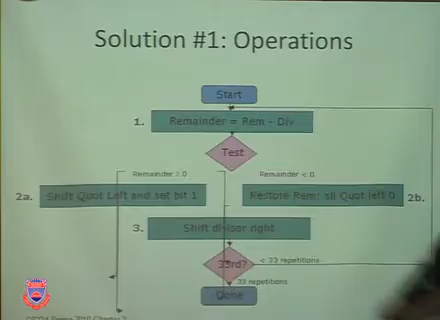 Solution #1: Operations
Start
1. Remainder = Rem - Div
Test
Remainder ≥ 0
Remainder < 0
2a. Shift Quot Left and set bit 1
Restore Rem; sll Quot left 0 2b.
3. Shift divisor right
33rd?
< 33 repetitions
33 repetitions
Done